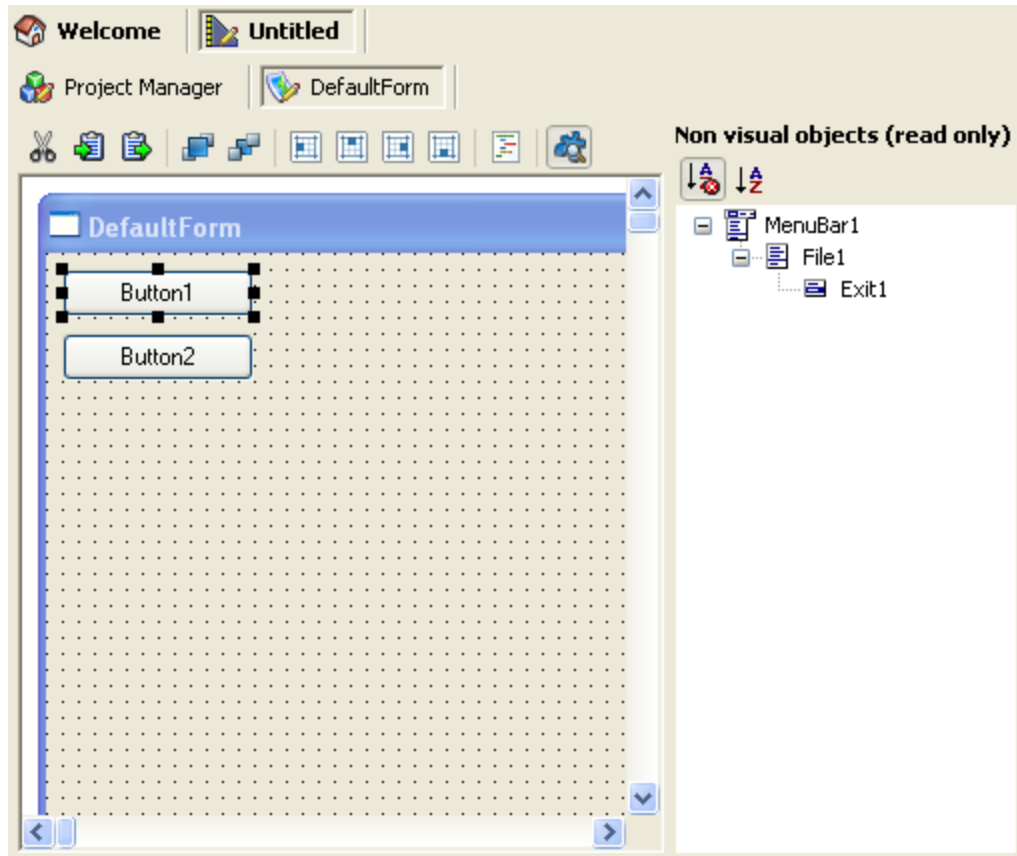 Welcome Untitled
Project Manager DefaultForm
Non visual objects (read only)
DefaultForm
Button1
Button2
MenuBar1
File1
Exit1